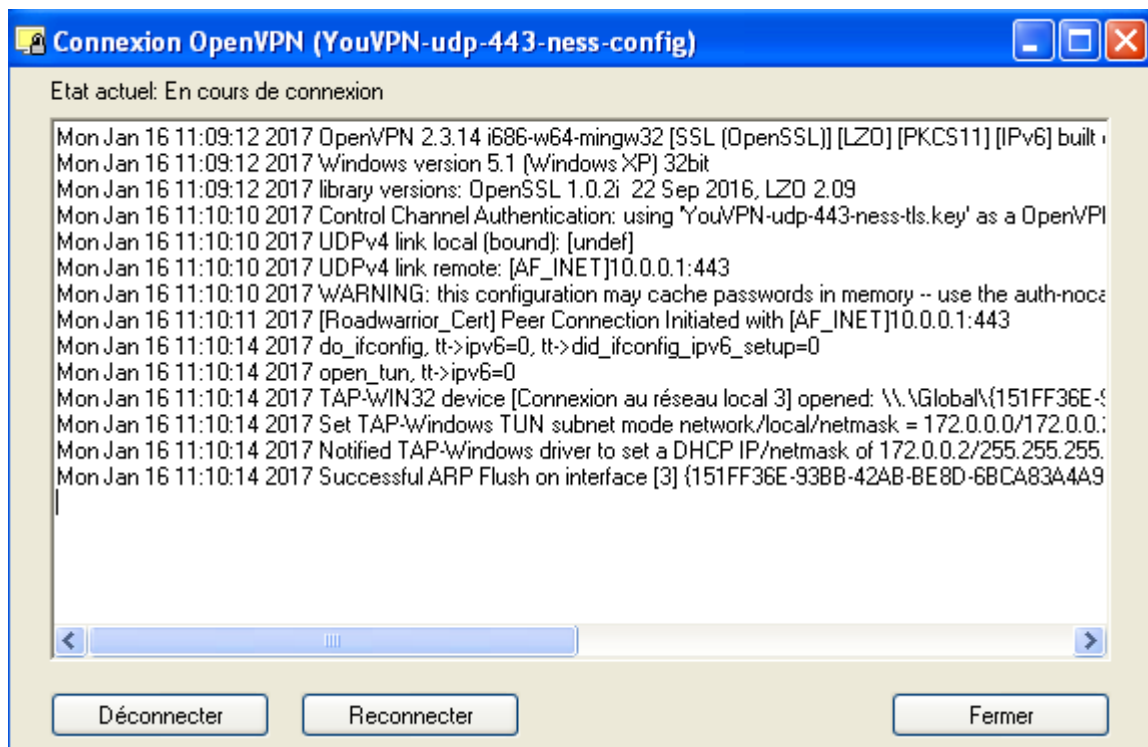 Connexion OpenVPN (YouVPN-udp-443-ness-config)
Etat actuel: En cours de connexion
Mon Jan 16 11:09:12 2017 OpenVPN 2.3.14 i686-w64-mingw32 [SSL (OpenSSL)] [LZO] [PKCS11] [IPv6] built
Mon Jan 16 11:09:12 2017 Windows version 5.1 (Windows XP) 32bit
Mon Jan 16 11:09:12 2017 library versions: OpenSSL 1.0.2i 22 Sep 2016, LZO 2.09
Mon Jan 16 11:10:10 2017 Control Channel Authentication: using 'YouVPN-udp-443-ness-tls.key' as a OpenVP
Mon Jan 16 11:10:10 2017 UDPv4 link local (bound): [undef]
Mon Jan 16 11:10:10 2017 UDPv4 link remote: [AF_INET]10.0.0.1:443
Mon Jan 16 11:10:10 2017 WARNING: this configuration may cache passwords in memory -- use the auth-noca
Mon Jan 16 11:10:11 2017 [Roadwarrior_Cert] Peer Connection Initiated with [AF_INET]10.0.0.1:443
Mon Jan 16 11:10:14 2017 do_ifconfig, tt->ipv6=0, tt->did_ifconfig_ipv6_setup=0
Mon Jan 16 11:10:14 2017 open_tun, tt->ipv6=0
Mon Jan 16 11:10:14 2017 TAP-WIN32 device [Connexion au réseau local 3] opened: \\.\Global\{151FF36E-9
Mon Jan 16 11:10:14 2017 Set TAP-Windows TUN subnet mode network/local/netmask = 172.0.0.0/172.0.0.
Mon Jan 16 11:10:14 2017 Notified TAP-Windows driver to set a DHCP IP/netmask of 172.0.0.2/255.255.255.
Mon Jan 16 11:10:14 2017 Successful ARP Flush on interface [3] {151FF36E-93BB-42AB-BE8D-6BCA83A4A9
Déconnecter
Reconnecter
Fermer